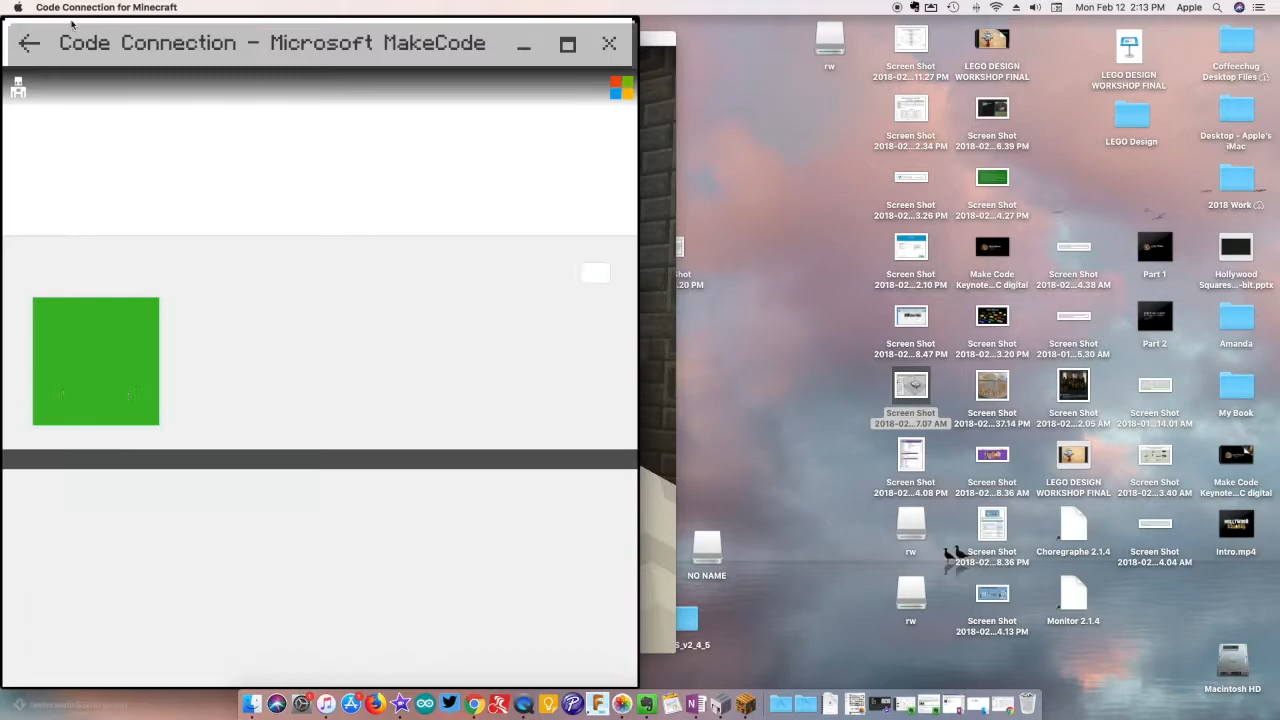 Code Connection for Minecraft
Mon Feb 12 2:13 PM Apple
Code Connection - Microsoft MakeCode
rw
Screen Shot
2018-02...11.27 PM
LEGO DESIGN
WORKSHOP FINAL
LEGO DESIGN
WORKSHOP FINAL
Coffeechug
Desktop Files
Screen Shot
2018-02...2.34 PM
Screen Shot
2018-02...6.39 PM
LEGO Design
Desktop - Apple's
iMac
Screen Shot
2018-02...3.26 PM
Screen Shot
2018-02...4.27 PM
2018 Work
Shot
.20 PM
Screen Shot
2018-02...2.10 PM
Make Code
Keynote...C digital
Screen Shot
2018-02...4.38 AM
Part 1
Hollywood
Squares...-bit.pptx
Screen Shot
2018-02...8.47 PM
Screen Shot
2018-02...3.20 PM
Screen Shot
2018-01...5.30 AM
Part 2
Amanda
Screen Shot
2018-02...7.07 AM
Screen Shot
2018-02...37.14 PM
Screen Shot
2018-02...2.05 AM
Screen Shot
2018-01...14.01 AM
My Book
Screen Shot
2018-02...4.08 PM
Screen Shot
2018-02...8.36 AM
LEGO DESIGN
WORKSHOP FINAL
Screen Shot
2018-02...3.40 AM
Make Code
Keynote...C digital
NO NAME
rw
Screen Shot
2018-02...8.36 PM
Choregraphe 2.1.4
Screen Shot
2018-02...4.04 AM
HOLLYWOOD
SQUARES
Intro.mp4
S_v2_4_5
rw
Screen Shot
2018-02...4.13 PM
Monitor 2.1.4
Macintosh HD